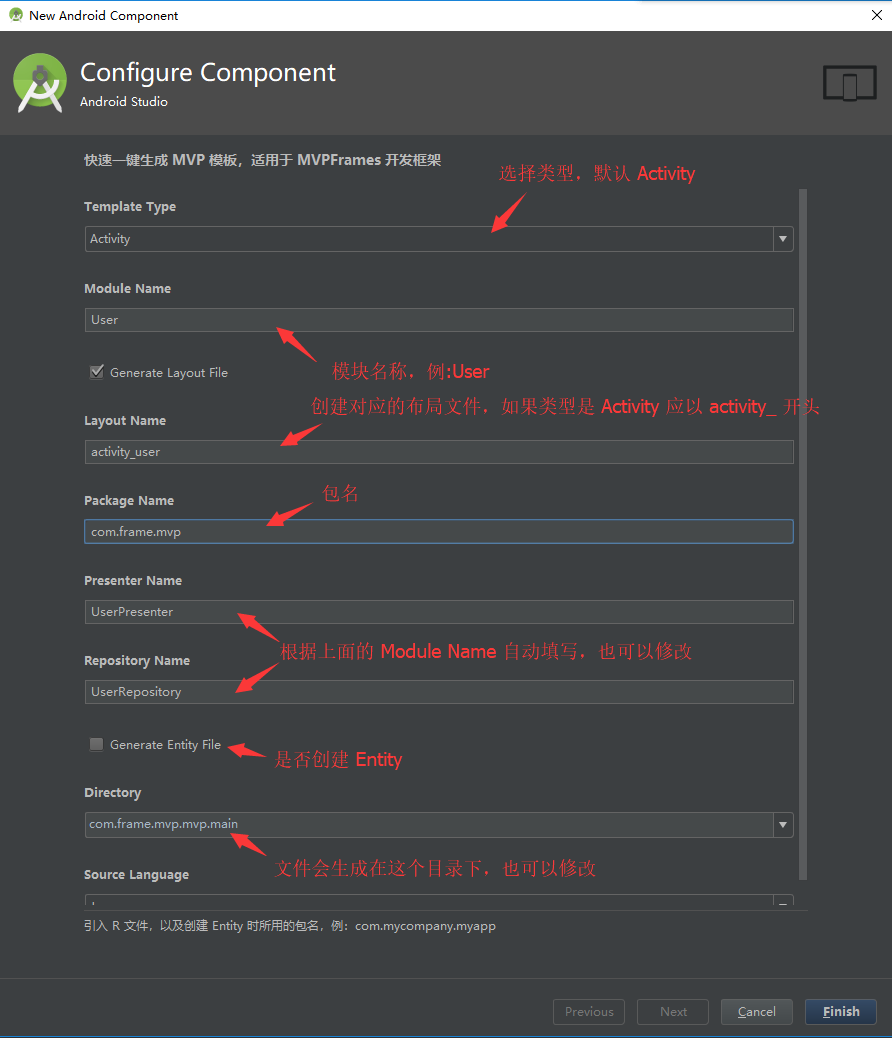 New Android Component
Configure Component
Android Studio
快速一键生成 MVP 模板，适用于 MVPFrames 开发框架
选择类型，默认 Activity
Template Type
Activity
Module Name
User
模块名称，例:User
Generate Layout File
创建对应的布局文件，如果类型是 Activity 应以 activity_ 开头
Layout Name
activity_user
包名
Package Name
com.frame.mvp
Presenter Name
UserPresenter
根据上面的 Module Name 自动填写，也可以修改
Repository Name
UserRepository
Generate Entity File
是否创建 Entity
Directory
com.frame.mvp.mvp.main
文件会生成在这个目录下，也可以修改
Source Language
引入 R 文件，以及创建 Entity 时所用的包名，例：com.mycompany.myapp
Previous
Next
Cancel
Finish